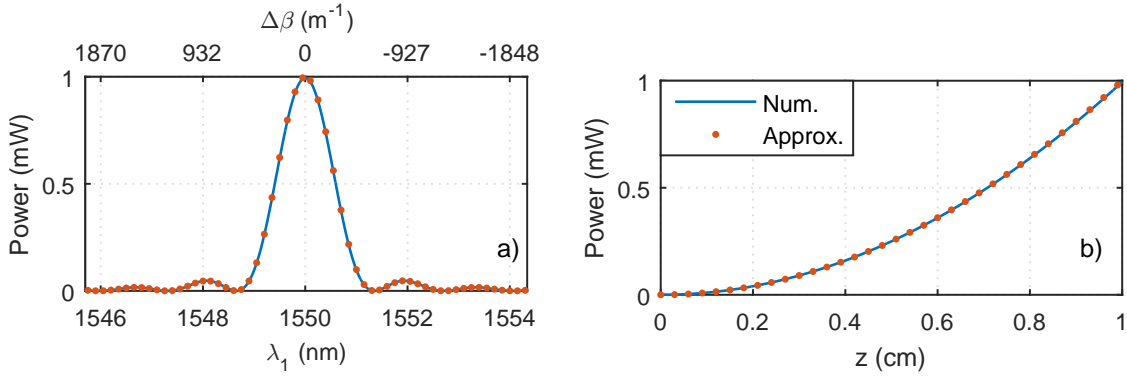 Δβ (m⁻¹)
1870 932 0 -927 -1848
1
0.5
0
Power (mW)
a)
1546 1548 1550 1552 1554
λ₁ (nm)
1
0.5
0
Power (mW)
Num.
Approx.
b)
0 0.2 0.4 0.6 0.8 1
z (cm)